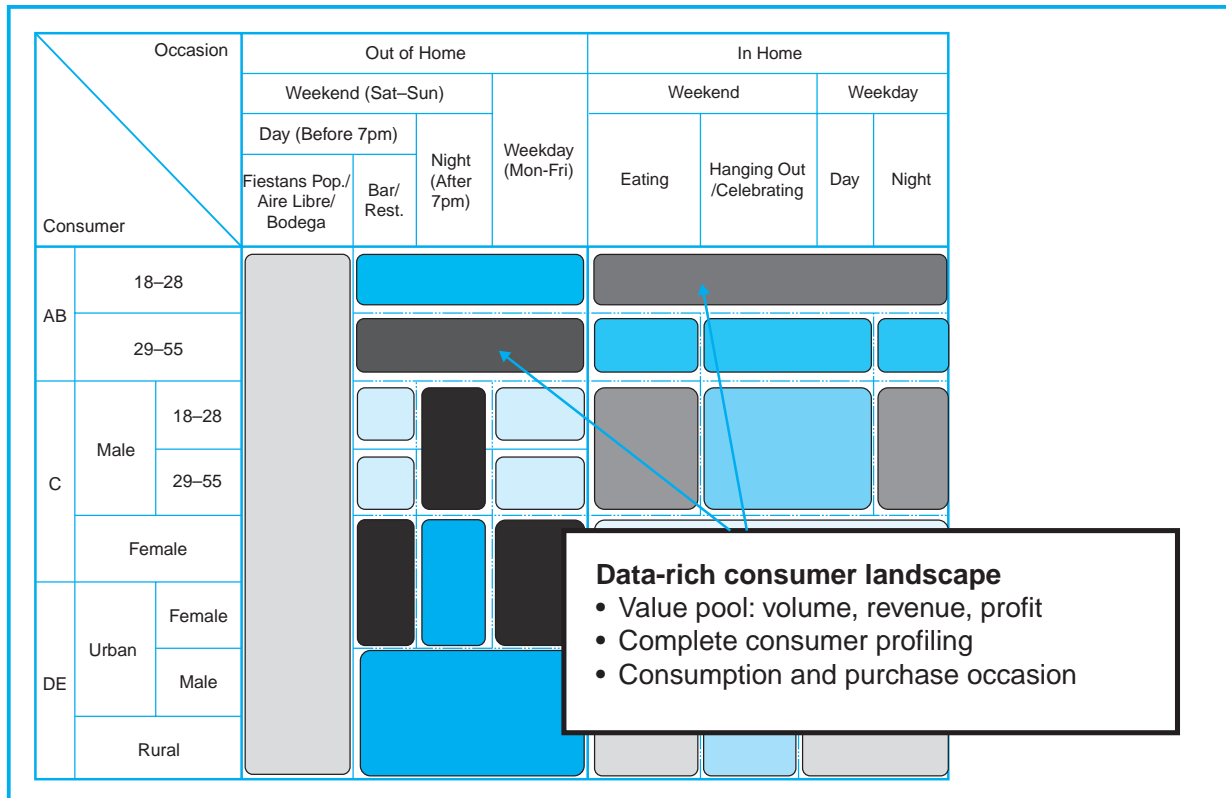 Occasion
Consumer
Out of Home
In Home
Weekend (Sat–Sun)
Weekday
(Mon-Fri)
Weekend
Weekday
Day (Before 7pm)
Night
(After
7pm)
Fiestans Pop./
Aire Libre/
Bodega
Bar/
Rest.
Eating
Hanging Out
/Celebrating
Day
Night
AB
18–28
29–55
C
Male
18–28
29–55
Female
DE
Urban
Female
Male
Rural
Data-rich consumer landscape
• Value pool: volume, revenue, profit
• Complete consumer profiling
• Consumption and purchase occasion